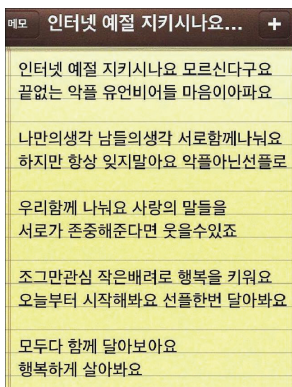 메모
인터넷 예절 지키시나요...
+
인터넷 예절 지키시나요 모르신다구요
끝없는 악플 유언비어들 마음이아파요
나만의생각 남들의생각 서로함께나눠요
하지만 항상 잊지말아요 악플아닌선플로
우리함께 나눠요 사랑의 말들을
서로가 존중해준다면 웃을수있죠
조그만관심 작은배려로 행복을 키워요
오늘부터 시작해봐요 선플한번 달아봐요
모두다 함께 달아보아요
행복하게 살아봐요